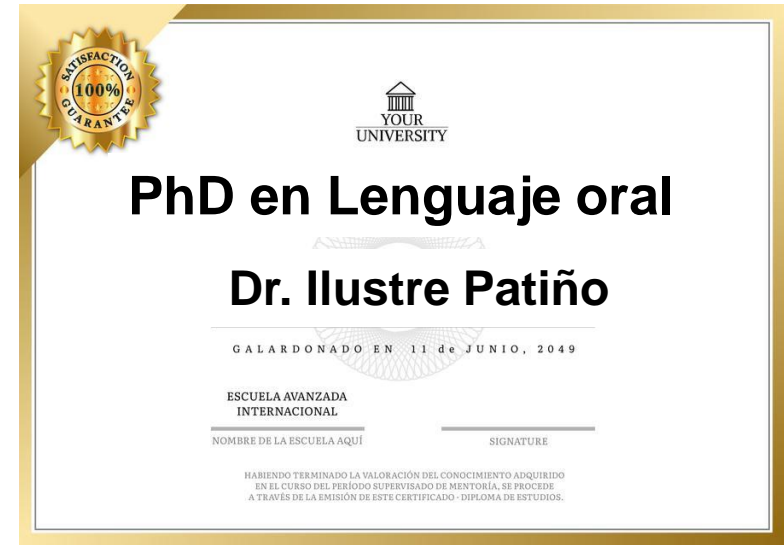 SATISFACTION
100%
GUARANTEE
YOUR
UNIVERSITY
PhD en Lenguaje oral
Dr. Ilustre Patiño
GALARDONADO EN 11 de JUNIO, 2049
ESCUELA AVANZADA
INTERNACIONAL
NOMBRE DE LA ESCUELA AQUÍ
SIGNATURE
HABIENDO TERMINADO LA VALORACIÓN DEL CONOCIMIENTO ADQUIRIDO
EN EL CURSO DEL PERÍODO SUPERVISADO DE MENTORÍA, SE PROCEDE
A TRAVÉS DE LA EMISIÓN DE ESTE CERTIFICADO - DIPLOMA DE ESTUDIOS.